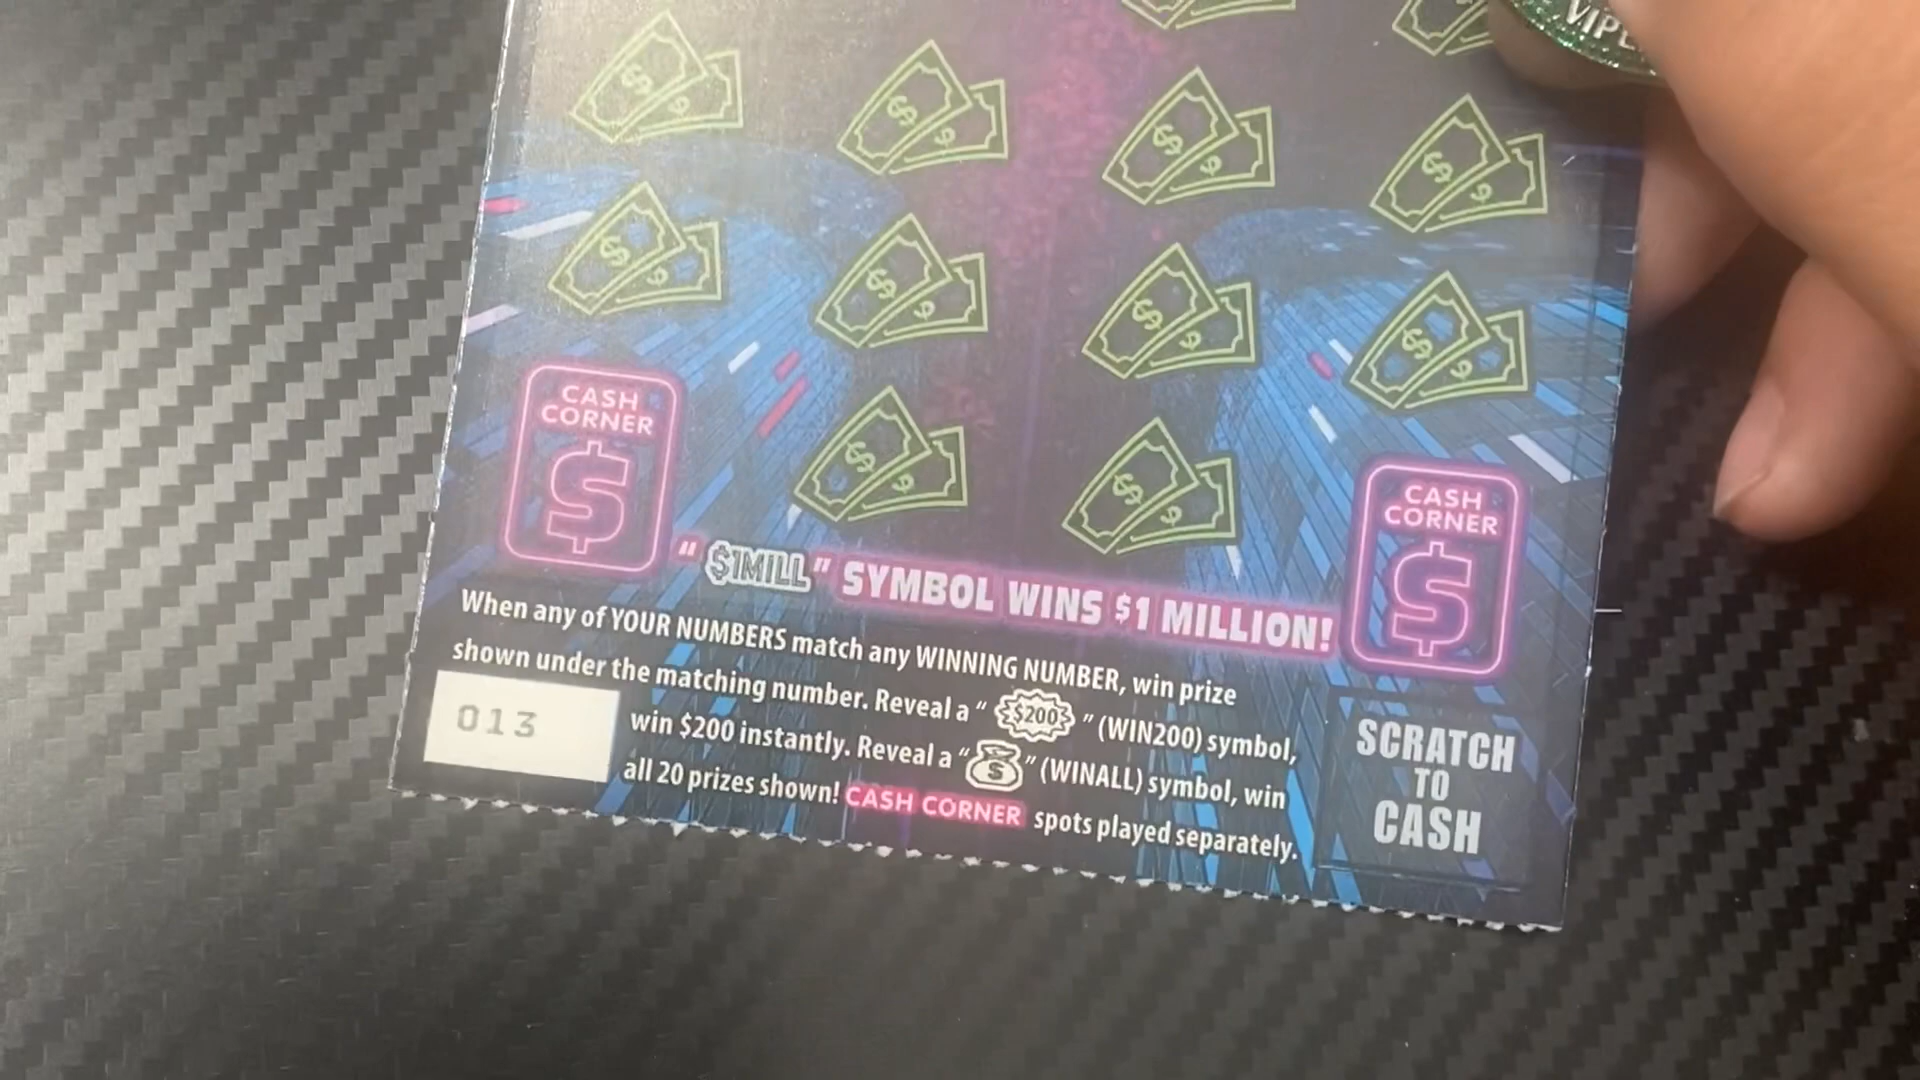 CASH
CORNER
$
CASH
CORNER
$
" $1MILL " SYMBOL WINS $1 MILLION!
When any of YOUR NUMBERS match any WINNING NUMBER, win prize
shown under the matching number. Reveal a " $200 " (WIN200) symbol,
win $200 instantly. Reveal a " $ " (WINALL) symbol, win
all 20 prizes shown! CASH CORNER spots played separately.
013
SCRATCH
TO
CASH